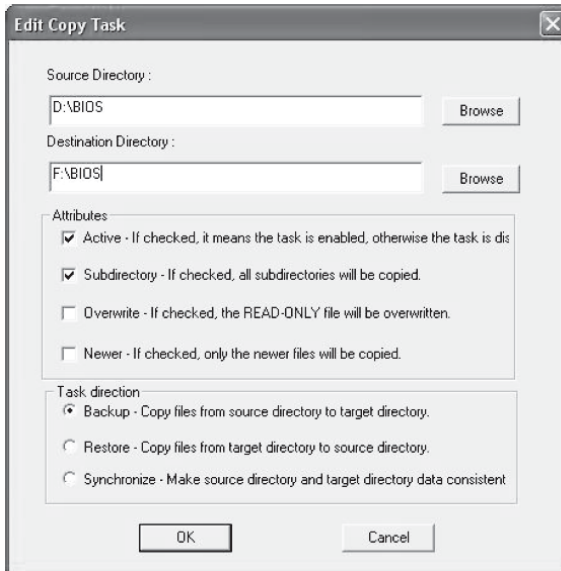 Edit Copy Task
Source Directory :
D:\BIOS
Browse
Destination Directory :
F:\BIOS
Browse
Attributes
Active - If checked, it means the task is enabled, otherwise the task is dis
Subdirectory - If checked, all subdirectories will be copied.
Overwrite - If checked, the READ-ONLY file will be overwritten.
Newer - If checked, only the newer files will be copied.
Task direction
Backup - Copy files from source directory to target directory.
Restore - Copy files from target directory to source directory.
Synchronize - Make source directory and target directory data consistent
OK
Cancel